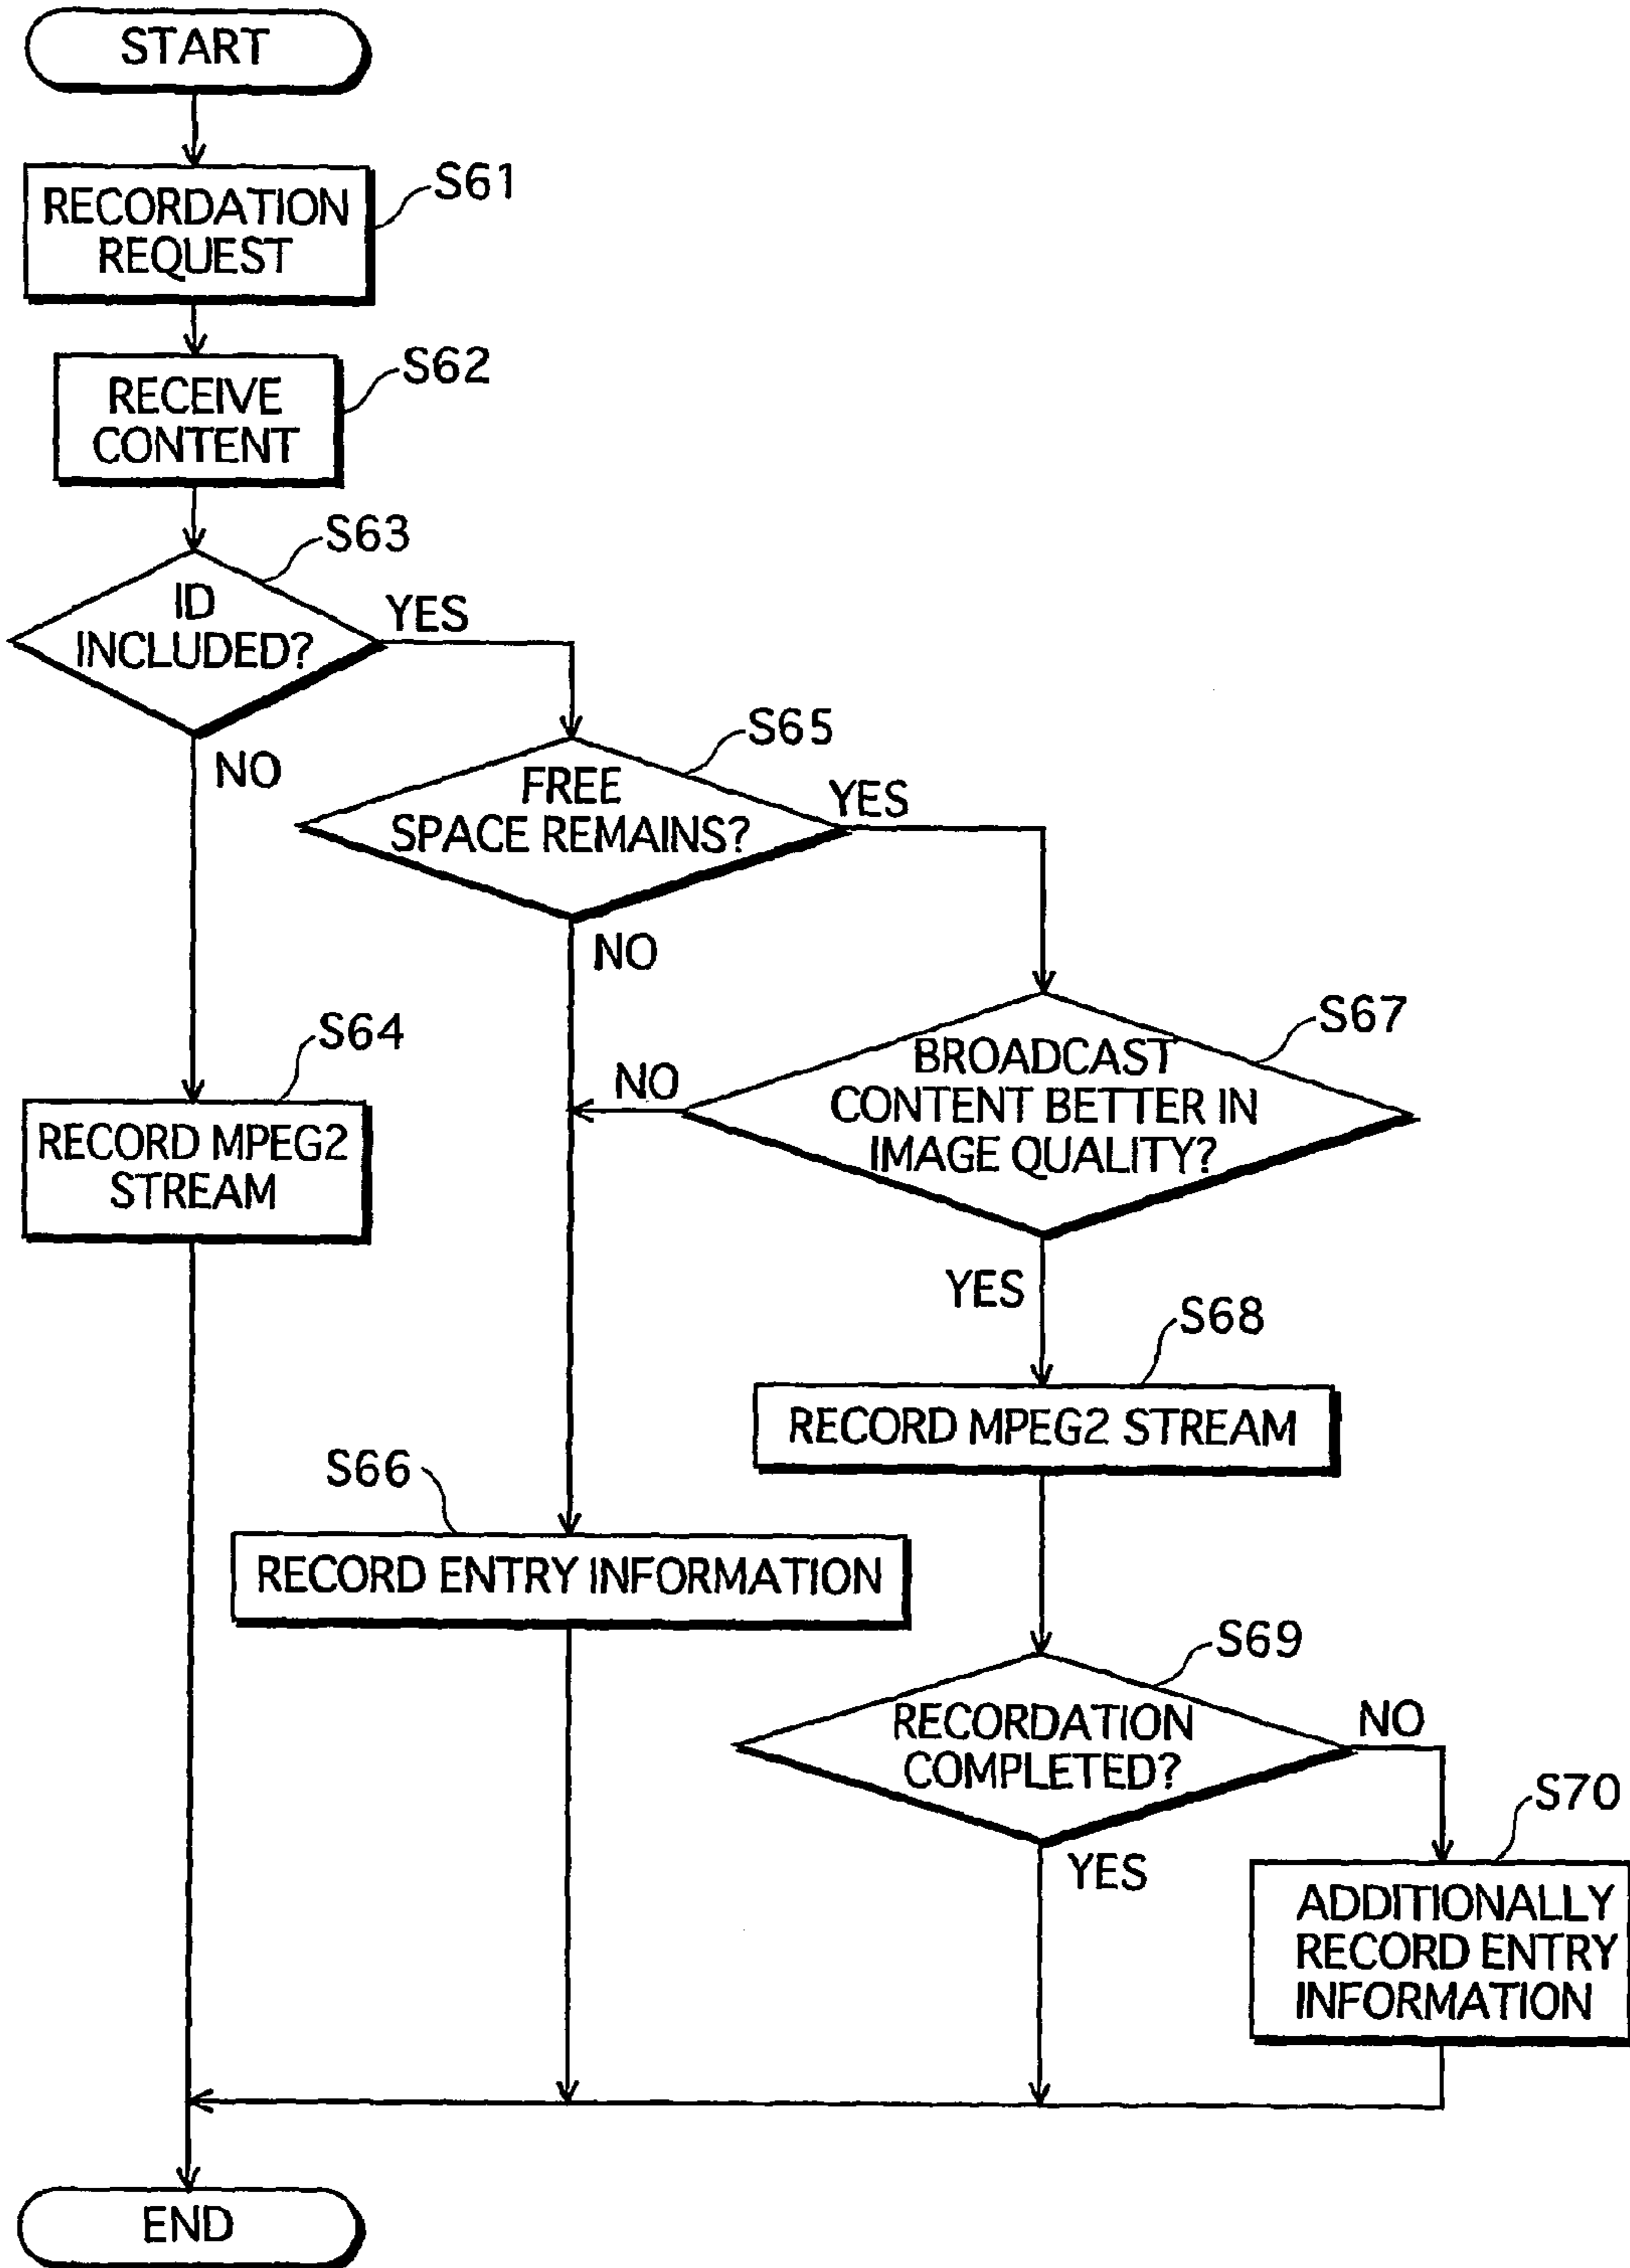 START
S61
RECORDATION
REQUEST
S62
RECEIVE
CONTENT
S63
ID
INCLUDED?
YES
NO
S65
FREE
SPACE REMAINS?
YES
NO
S67
BROADCAST
CONTENT BETTER IN
IMAGE QUALITY?
NO
YES
S64
RECORD MPEG2
STREAM
S68
RECORD MPEG2 STREAM
S66
RECORD ENTRY INFORMATION
S69
RECORDATION
COMPLETED?
NO
YES
S70
ADDITIONALLY
RECORD ENTRY
INFORMATION
END